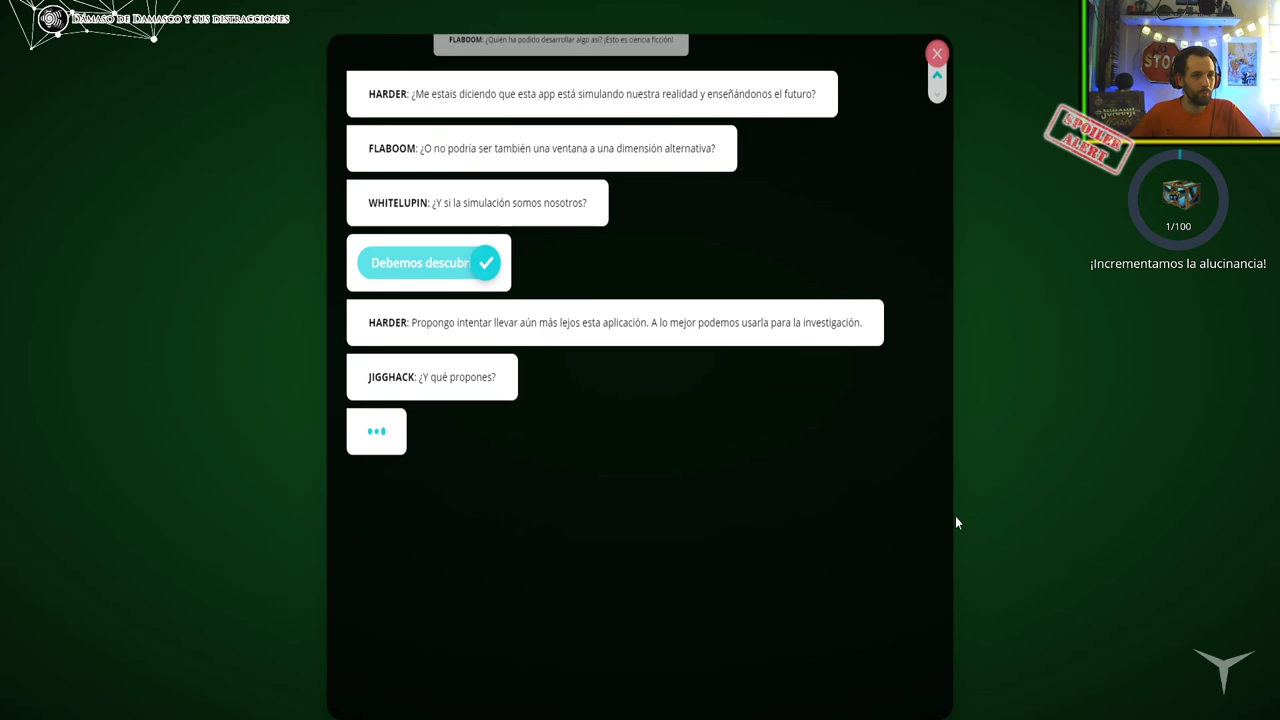 DÁMASO DE DAMASCO Y SUS DISTRACCIONES
FLABOOM: ¿Quién ha podido desarrollar algo así? ¡Esto es ciencia ficción!
HARDER: ¿Me estais diciendo que esta app está simulando nuestra realidad y enseñándonos el futuro?
FLABOOM: ¿O no podría ser también una ventana a una dimensión alternativa?
WHITELUPIN: ¿Y si la simulación somos nosotros?
Debemos descubri
HARDER: Propongo intentar llevar aún más lejos esta aplicación. A lo mejor podemos usarla para la investigación.
JIGGHACK: ¿Y qué propones?
STOP
JUMANJI
SPOILER
ALERT
1/100
¡Incrementamos la alucinancia!